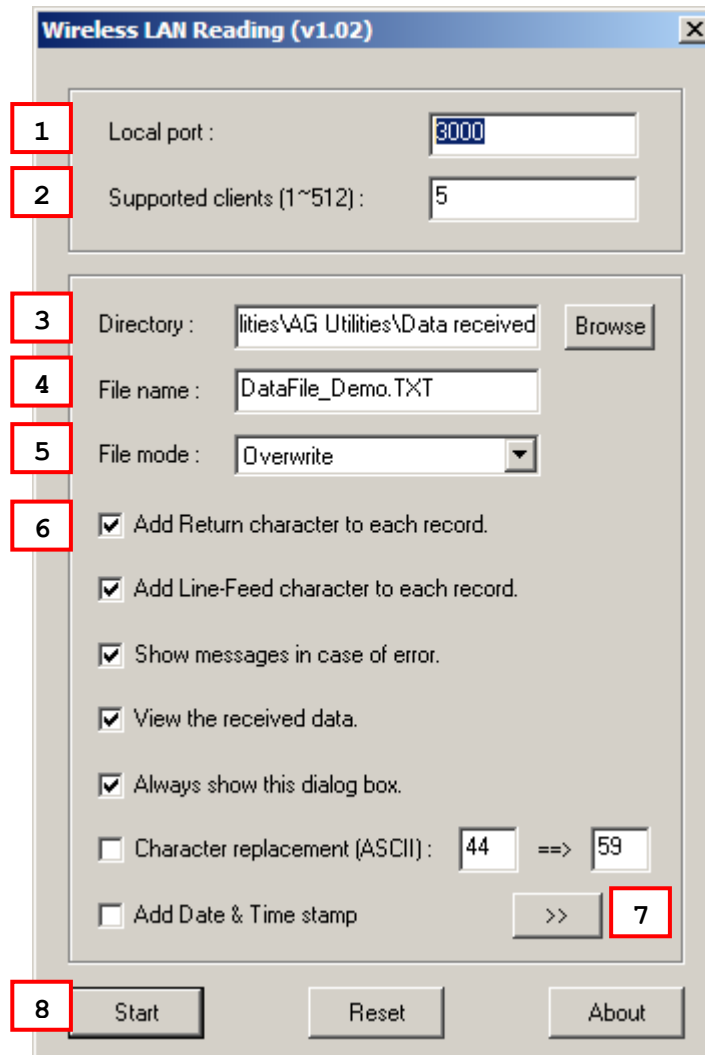 Wireless LAN Reading (v1.02)
1 Local port : 3000
2 Supported clients (1~512) : 5
3 Directory : lities\AG Utilities\Data received Browse
4 File name : DataFile_Demo.TXT
5 File mode : Overwrite
6 Add Return character to each record.
Add Line-Feed character to each record.
Show messages in case of error.
View the received data.
Always show this dialog box.
Character replacement (ASCII) : 44 ==> 59
Add Date & Time stamp >> 7
8 Start Reset About